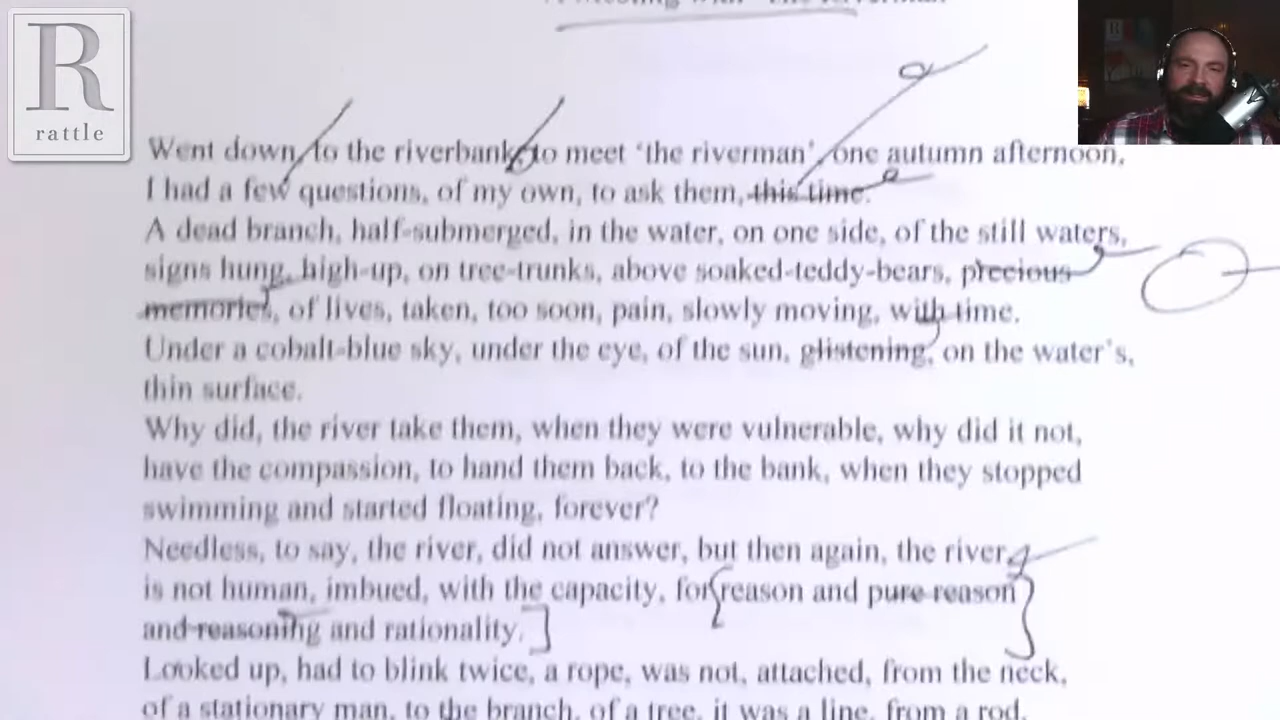 R
rattle
Went down, to the riverbank, to meet ‘the riverman’, one autumn afternoon,
I had a few questions, of my own, to ask them, this time.
A dead branch, half-submerged, in the water, on one side, of the still waters,
signs hung, high-up, on tree-trunks, above soaked-teddy-bears, precious
memories, of lives, taken, too soon, pain, slowly moving, with time.
Under a cobalt-blue sky, under the eye, of the sun, glistening, on the water's,
thin surface.
Why did, the river take them, when they were vulnerable, why did it not,
have the compassion, to hand them back, to the bank, when they stopped
swimming and started floating, forever?
Needless, to say, the river, did not answer, but then again, the river,
is not human, imbued, with the capacity, for reason and pure reason
and reasoning and rationality.
Looked up, had to blink twice, a rope, was not, attached, from the neck,
of a stationary man, to the branch, of a tree, it was a line, from a rod,